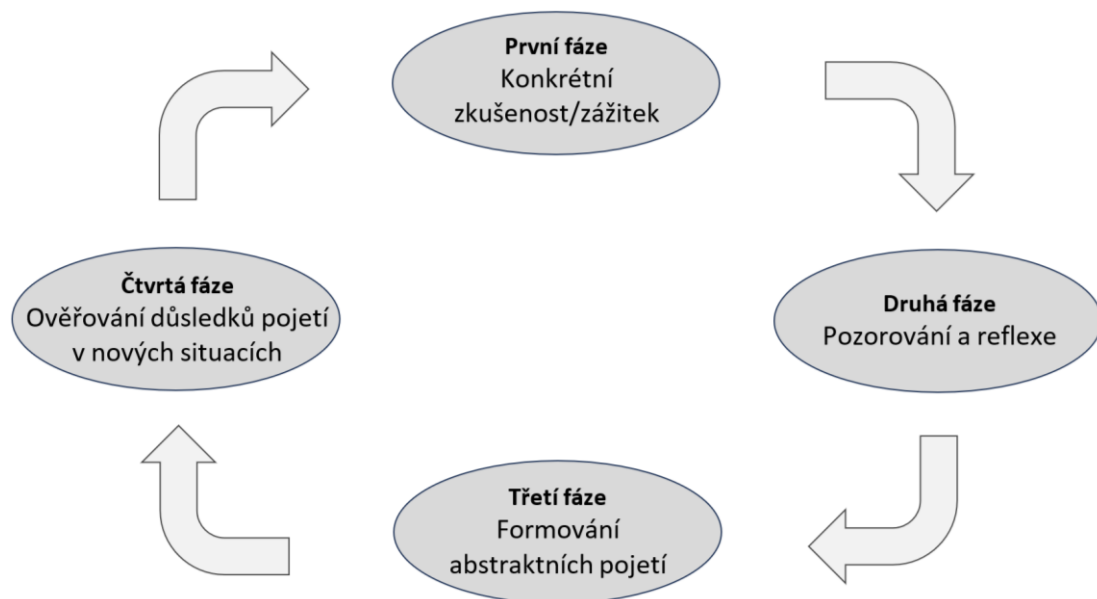 První fáze
Konkrétní
zkušenost/zážitek
Druhá fáze
Pozorování a reflexe
Třetí fáze
Formování
abstraktních pojetí
Čtvrtá fáze
Ověřování důsledků pojetí
v nových situacích